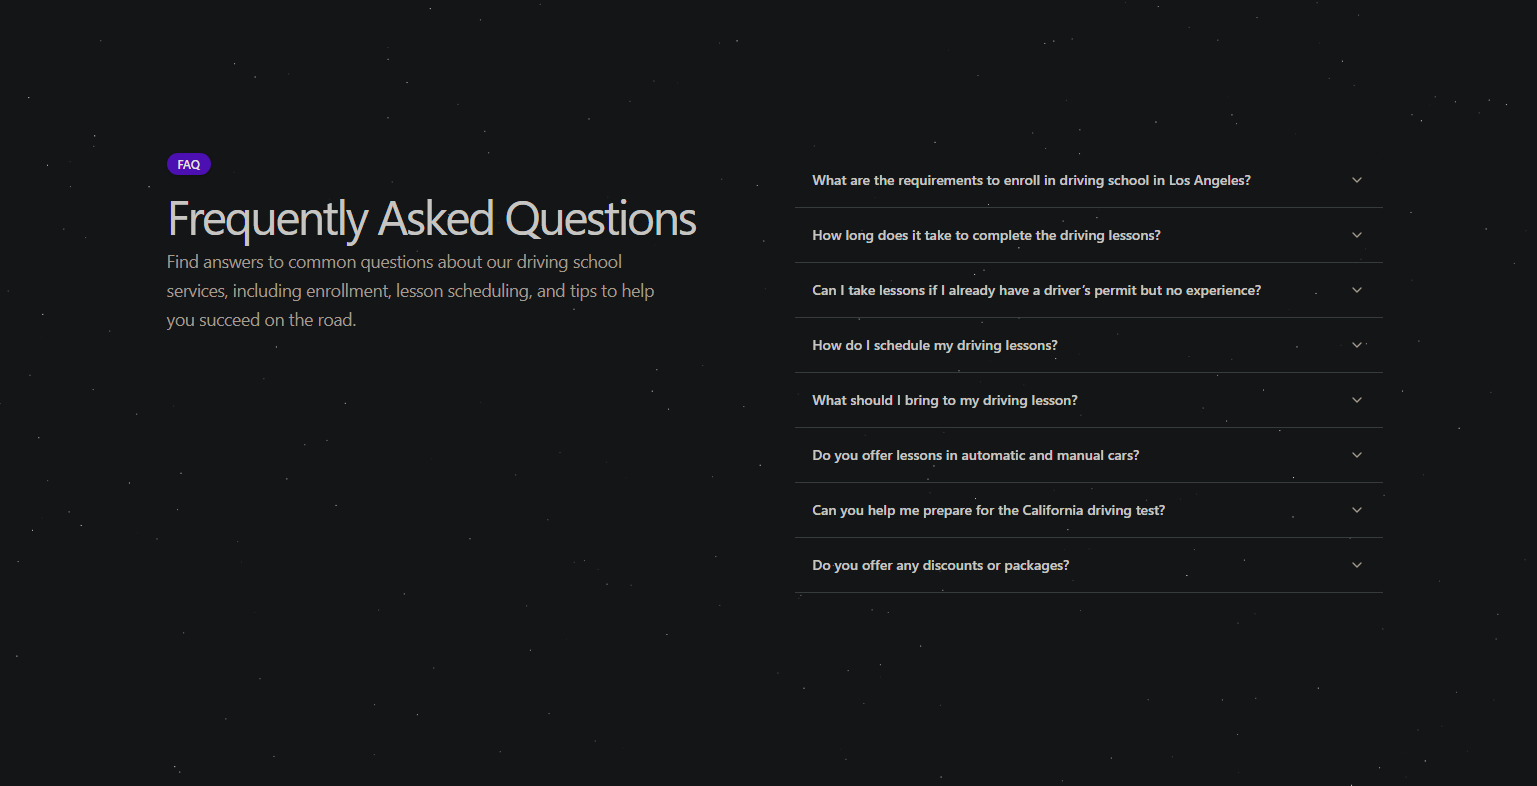 FAQ
Frequently Asked Questions
Find answers to common questions about our driving school
services, including enrollment, lesson scheduling, and tips to help
you succeed on the road.
What are the requirements to enroll in driving school in Los Angeles?
How long does it take to complete the driving lessons?
Can I take lessons if I already have a driver’s permit but no experience?
How do I schedule my driving lessons?
What should I bring to my driving lesson?
Do you offer lessons in automatic and manual cars?
Can you help me prepare for the California driving test?
Do you offer any discounts or packages?